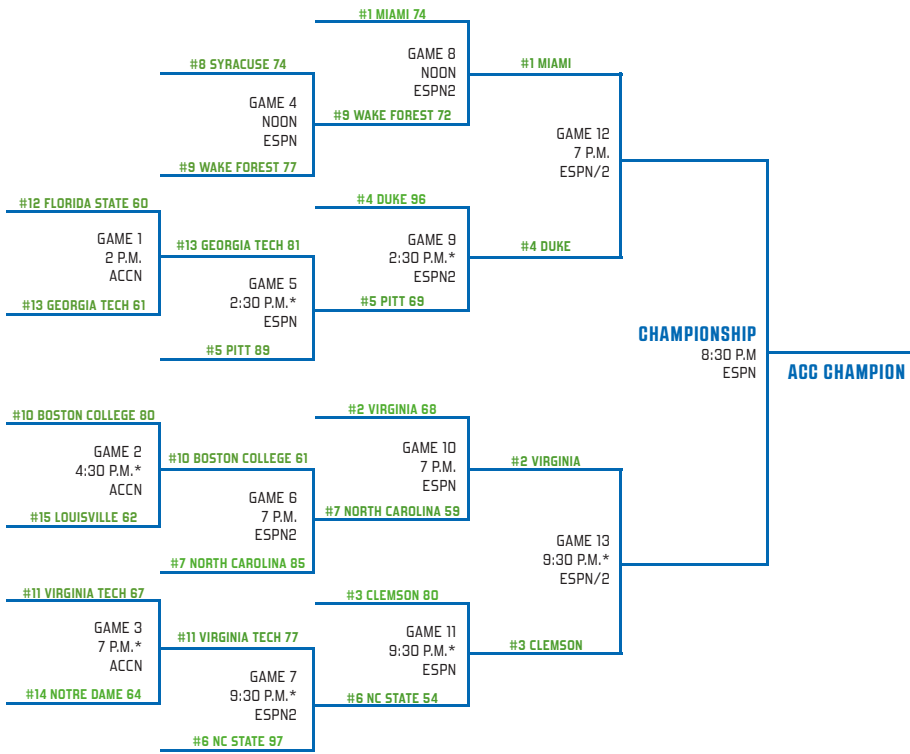 #1 MIAMI 74
GAME 8
NOON
ESPN2
#1 MIAMI
#8 SYRACUSE 74
GAME 4
NOON
ESPN
#9 WAKE FOREST 72
#9 WAKE FOREST 77
GAME 12
7 P.M.
ESPN/2
#12 FLORIDA STATE 60
GAME 1
2 P.M.
ACCN
#13 GEORGIA TECH 61
#13 GEORGIA TECH 81
GAME 5
2:30 P.M.*
ESPN
#5 PITT 89
#4 DUKE 96
GAME 9
2:30 P.M.*
ESPN2
#5 PITT 69
#4 DUKE
CHAMPIONSHIP
8:30 P.M
ESPN
ACC CHAMPION
#10 BOSTON COLLEGE 80
GAME 2
4:30 P.M.*
ACCN
#15 LOUISVILLE 62
#10 BOSTON COLLEGE 61
GAME 6
7 P.M.
ESPN2
#7 NORTH CAROLINA 85
#2 VIRGINIA 68
GAME 10
7 P.M.
ESPN
#7 NORTH CAROLINA 59
#2 VIRGINIA
GAME 13
9:30 P.M.*
ESPN/2
#11 VIRGINIA TECH 67
GAME 3
7 P.M.*
ACCN
#14 NOTRE DAME 64
#11 VIRGINIA TECH 77
GAME 7
9:30 P.M.*
ESPN2
#6 NC STATE 97
#3 CLEMSON 80
GAME 11
9:30 P.M.*
ESPN
#6 NC STATE 54
#3 CLEMSON